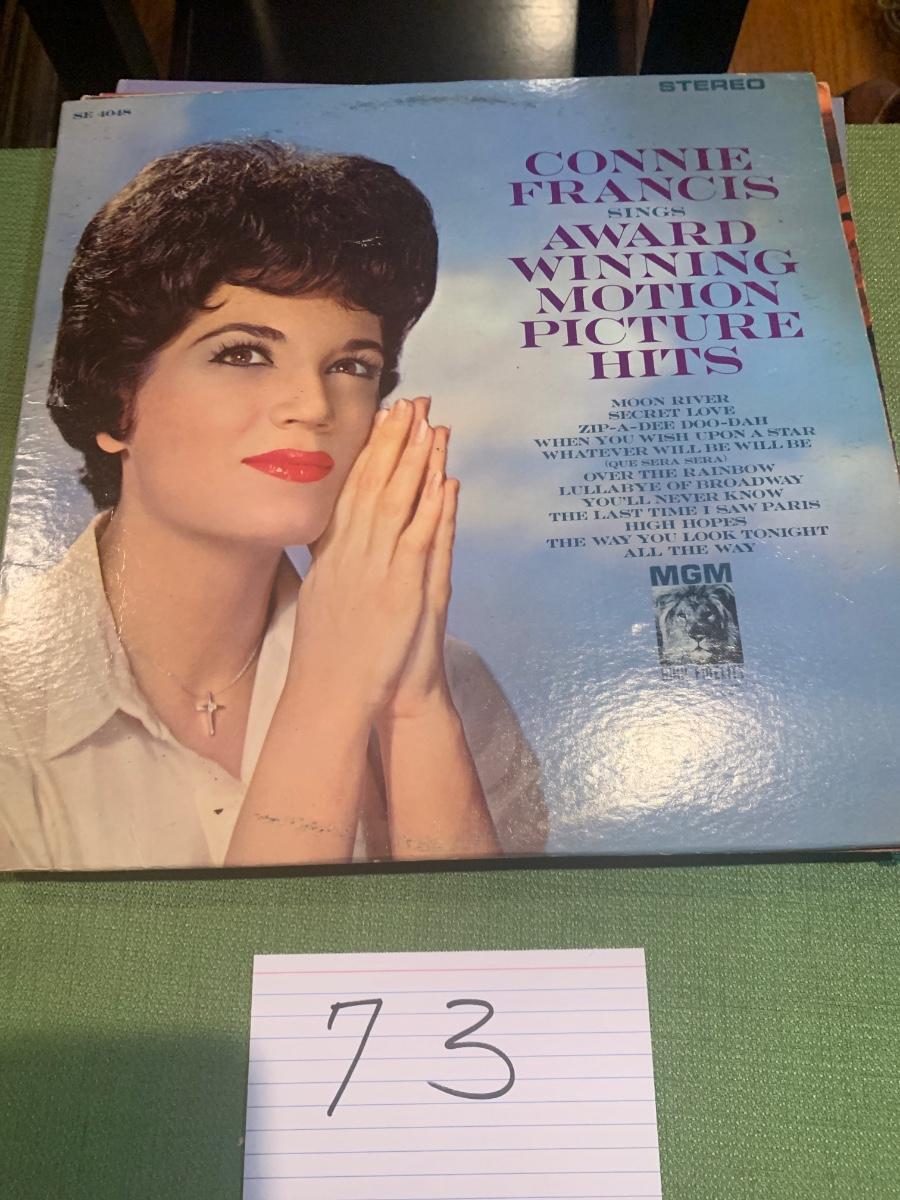 STEREO
SE 4048
CONNIE
FRANCIS
SINGS
AWARD
WINNING
MOTION
PICTURE
HITS
MOON RIVER
SECRET LOVE
ZIP-A-DEE DOO-DAH
WHEN YOU WISH UPON A STAR
WHATEVER WILL BE WILL BE
(QUE SERA SERA)
OVER THE RAINBOW
LULLABYE OF BROADWAY
YOU'LL NEVER KNOW
THE LAST TIME I SAW PARIS
HIGH HOPES
THE WAY YOU LOOK TONIGHT
ALL THE WAY
MGM
73